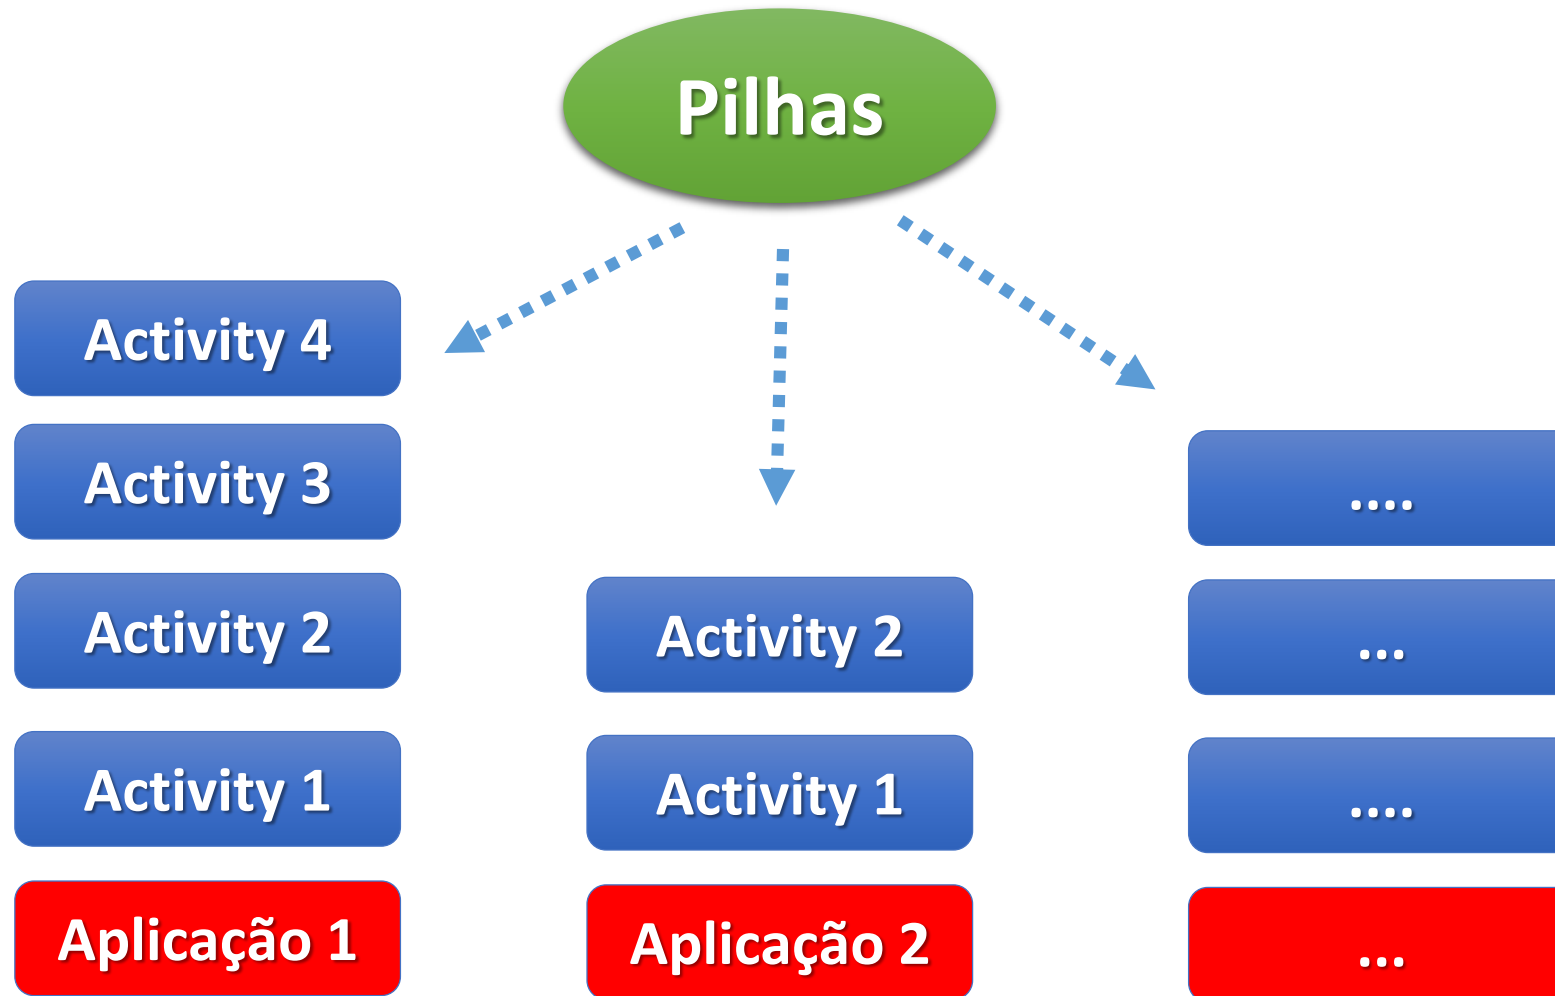 Pilhas
Activity 4
Activity 3
Activity 2
Activity 1
Aplicação 1
Activity 2
Activity 1
Aplicação 2
....
...
....
...